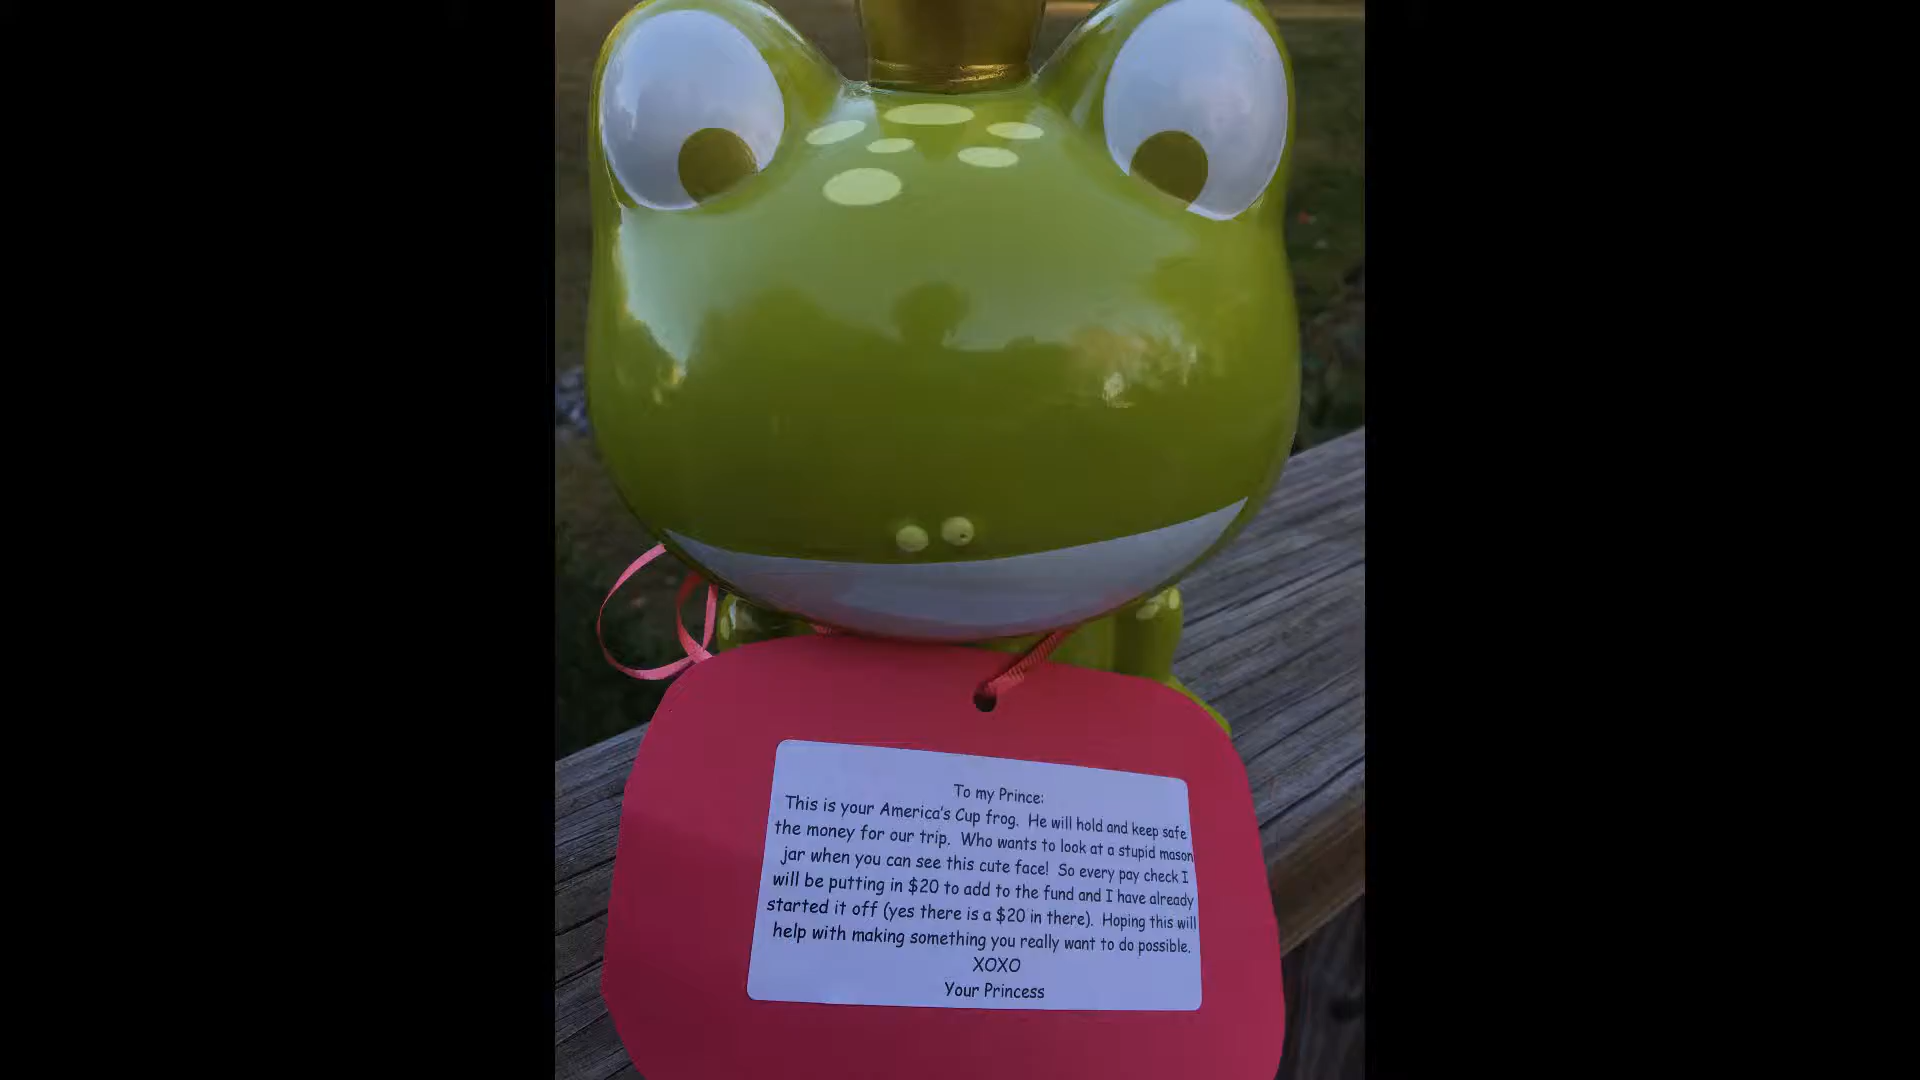 To my Prince:
This is your America's Cup frog. He will hold and keep safe
the money for our trip. Who wants to look at a stupid mason
jar when you can see this cute face! So every pay check I
will be putting in $20 to add to the fund and I have already
started it off (yes there is a $20 in there). Hoping this will
help with making something you really want to do possible.
XOXO
Your Princess